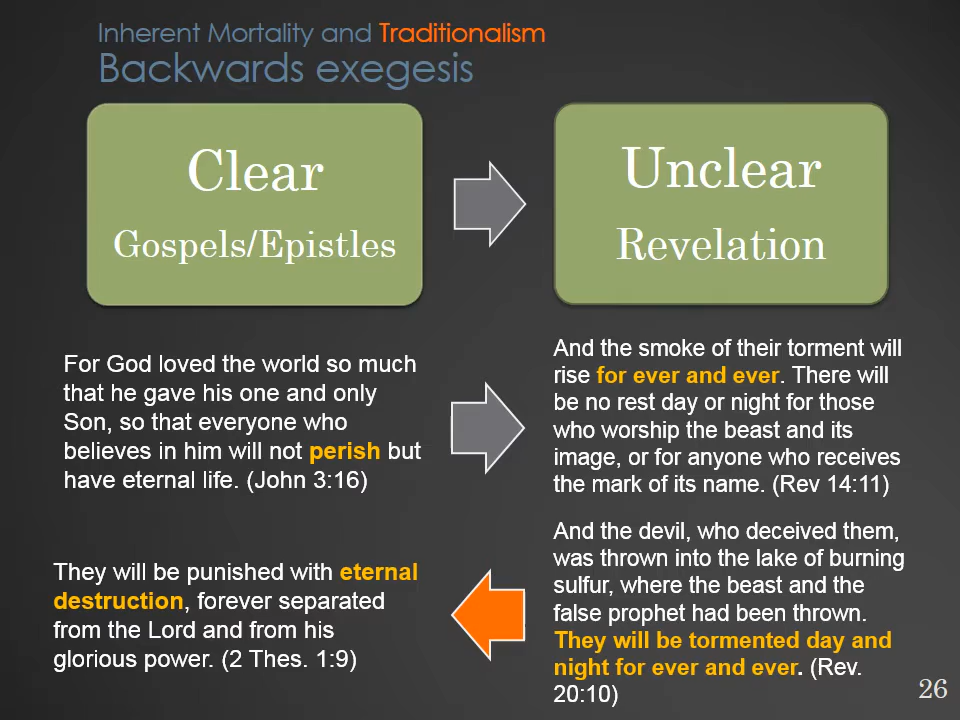 Inherent Mortality and Traditionalism
Backwards exegesis
Clear
Gospels/Epistles
Unclear
Revelation
For God loved the world so much
that he gave his one and only
Son, so that everyone who
believes in him will not perish but
have eternal life. (John 3:16)
And the smoke of their torment will
rise for ever and ever. There will
be no rest day or night for those
who worship the beast and its
image, or for anyone who receives
the mark of its name. (Rev 14:11)
They will be punished with eternal
destruction, forever separated
from the Lord and from his
glorious power. (2 Thes. 1:9)
And the devil, who deceived them,
was thrown into the lake of burning
sulfur, where the beast and the
false prophet had been thrown.
They will be tormented day and
night for ever and ever. (Rev.
20:10)
26